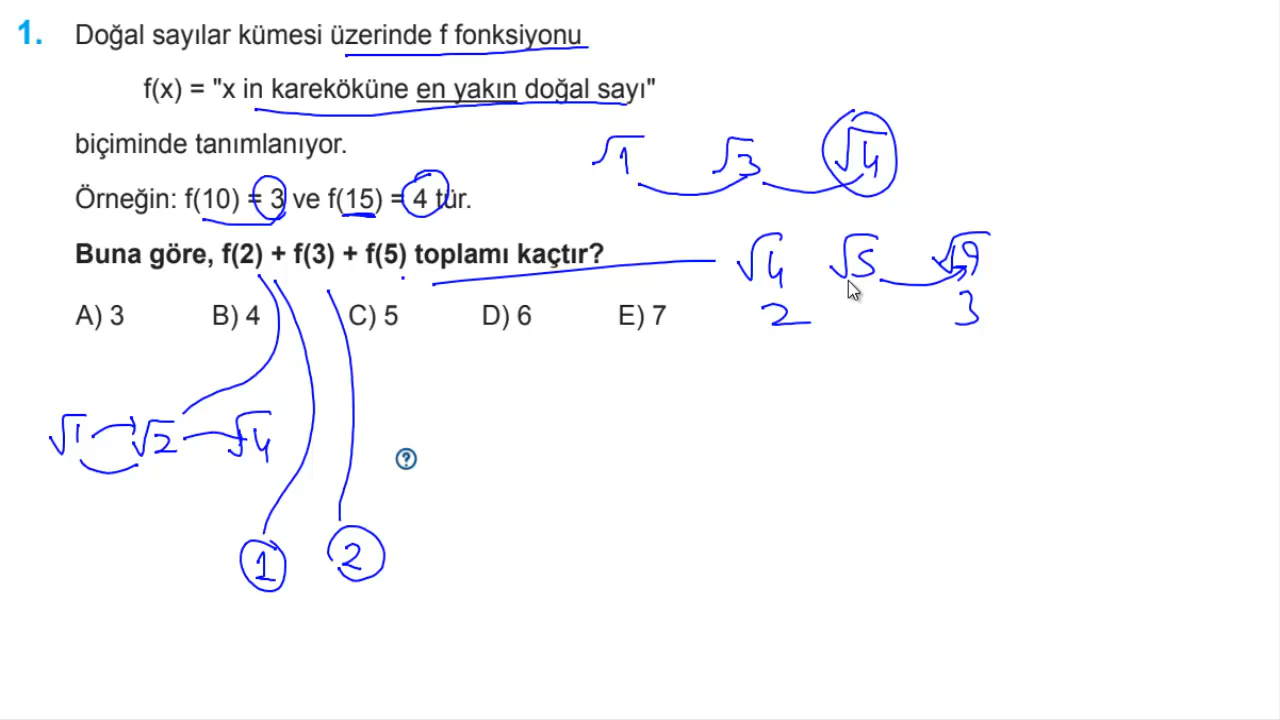 1. Doğal sayılar kümesi üzerinde f fonksiyonu
f(x) = "x in kareköküne en yakın doğal sayı"
biçiminde tanımlanıyor.
√1 √3 √4
Örneğin: f(10) = 3 ve f(15) = 4 tür.
Buna göre, f(2) + f(3) + f(5) toplamı kaçtır?
√4 √5 √9
2 3
A) 3 B) 4 C) 5 D) 6 E) 7
√1 √2 √4
?
1 2